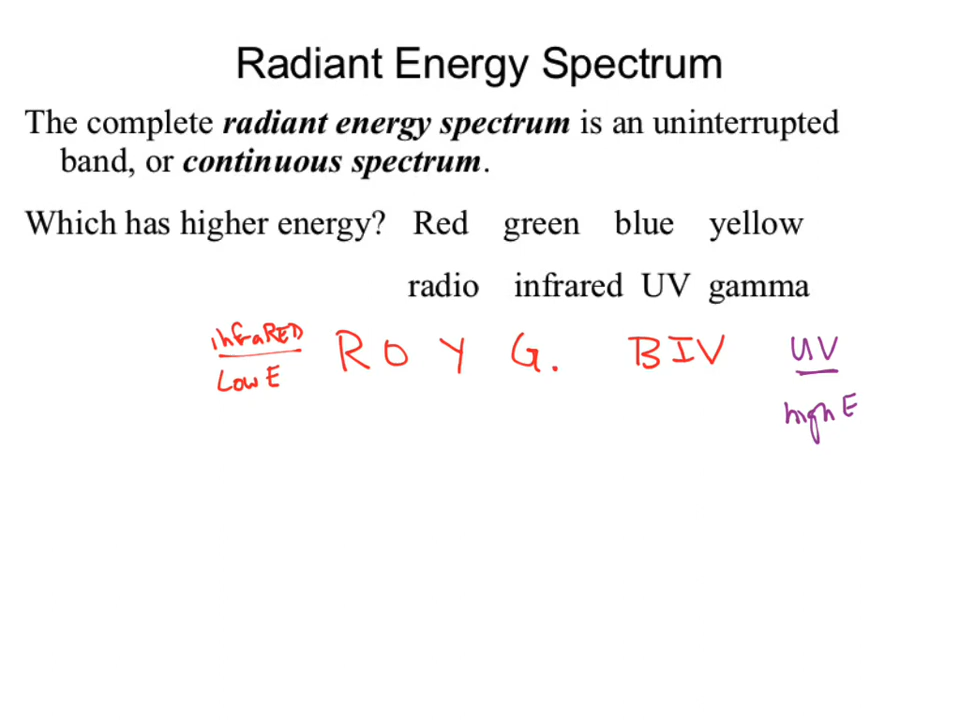 Radiant Energy Spectrum
The complete radiant energy spectrum is an uninterrupted
band, or continuous spectrum.
Which has higher energy? Red green blue yellow
radio infrared UV gamma
infraRED R O Y G. BIV UV
Low E high E